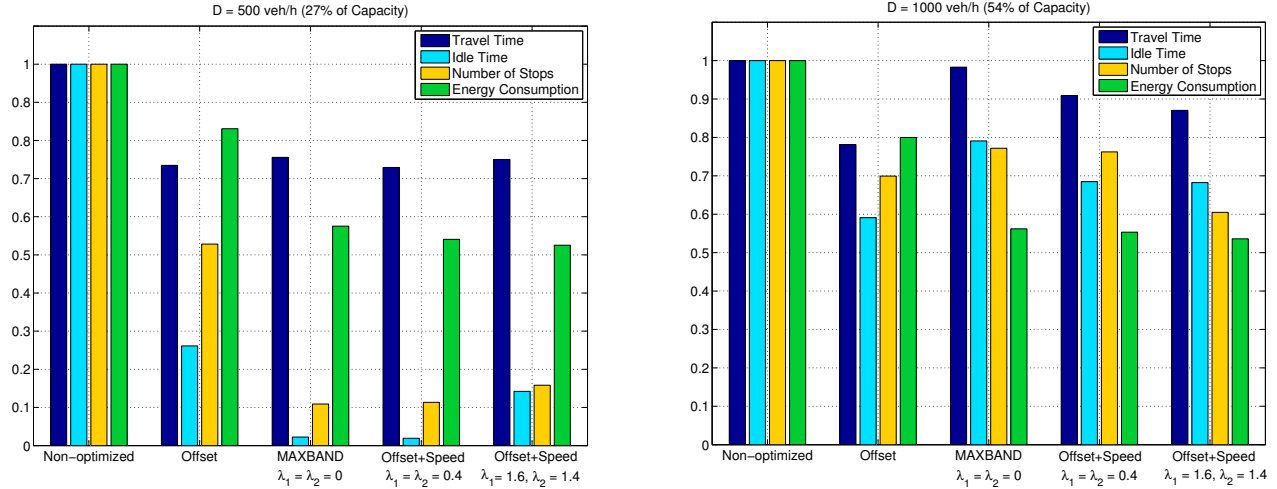 D = 500 veh/h (27% of Capacity)
Travel Time
Idle Time
Number of Stops
Energy Consumption
1
0.9
0.8
0.7
0.6
0.5
0.4
0.3
0.2
0.1
0
Non−optimized
Offset
MAXBAND
λ1 = λ2 = 0
Offset+Speed
λ1 = λ2 = 0.4
Offset+Speed
λ1= 1.6, λ2 = 1.4
D = 1000 veh/h (54% of Capacity)
Travel Time
Idle Time
Number of Stops
Energy Consumption
1
0.9
0.8
0.7
0.6
0.5
0.4
0.3
0.2
0.1
0
Non−optimized
Offset
MAXBAND
λ1 = λ2 = 0
Offset+Speed
λ1 = λ2 = 0.4
Offset+Speed
λ1 = 1.6, λ2 = 1.4